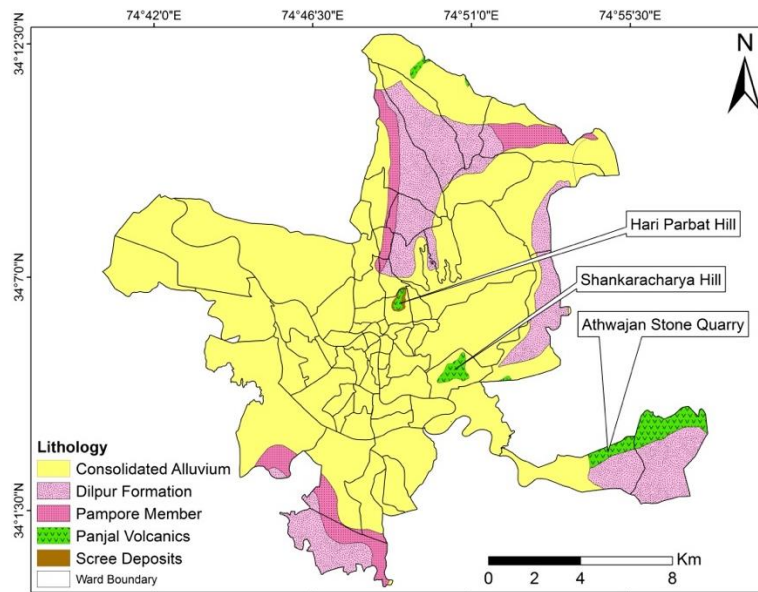 74°42'0"E 74°46'30"E 74°51'0"E 74°55'30"E
34°12'30"N
N
Hari Parbat Hill
34°7'0"N
Shankaracharya Hill
Athwajan Stone Quarry
Lithology
Consolidated Alluvium
Dilpur Formation
Pampore Member
34°1'30"N
Panjal Volcanics
Scree Deposits
Ward Boundary
Km
0 2 4 8